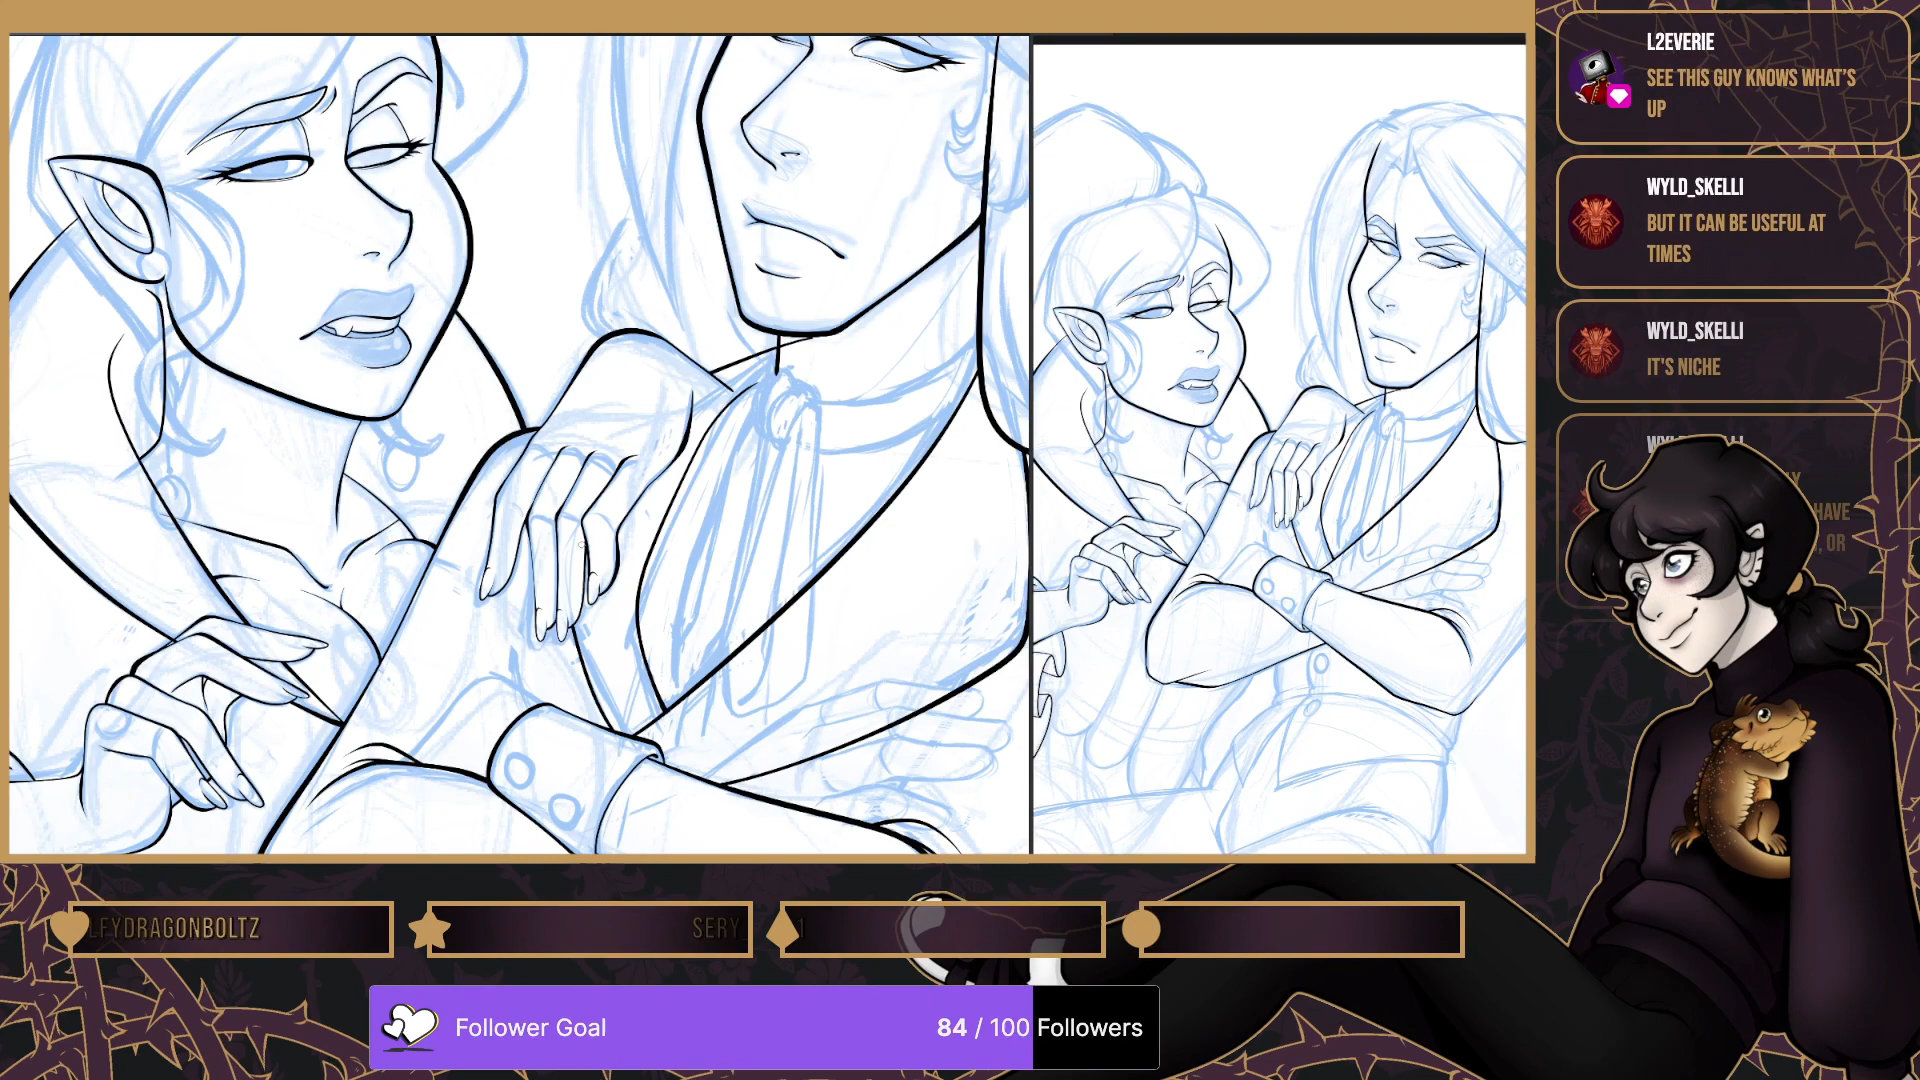 L2EVERIE
SEE THIS GUY KNOWS WHAT'S
UP
WYLD_SKELLI
BUT IT CAN BE USEFUL AT
TIMES
WYLD_SKELLI
IT'S NICHE
HAVE
OR
LFYDRAGONBOLTZ
SERY
1
Follower Goal
84 / 100 Followers